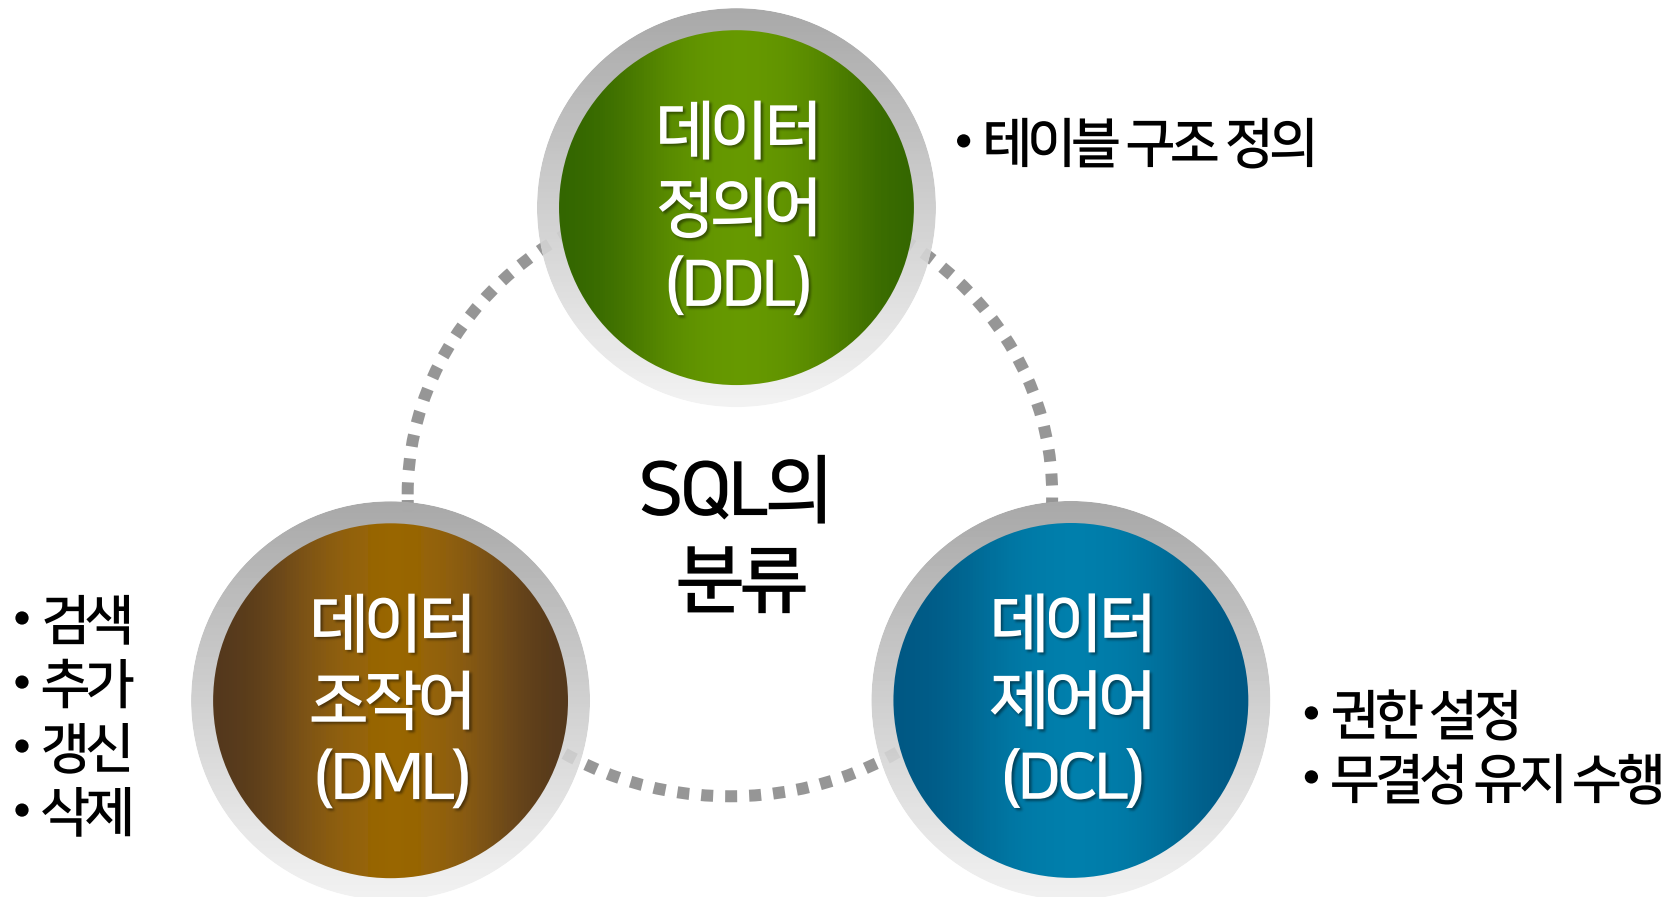 데이터
정의어
(DDL)
• 테이블 구조 정의
SQL의
분류
• 검색
• 추가
• 갱신
• 삭제
데이터
조작어
(DML)
데이터
제어어
(DCL)
• 권한 설정
• 무결성 유지 수행